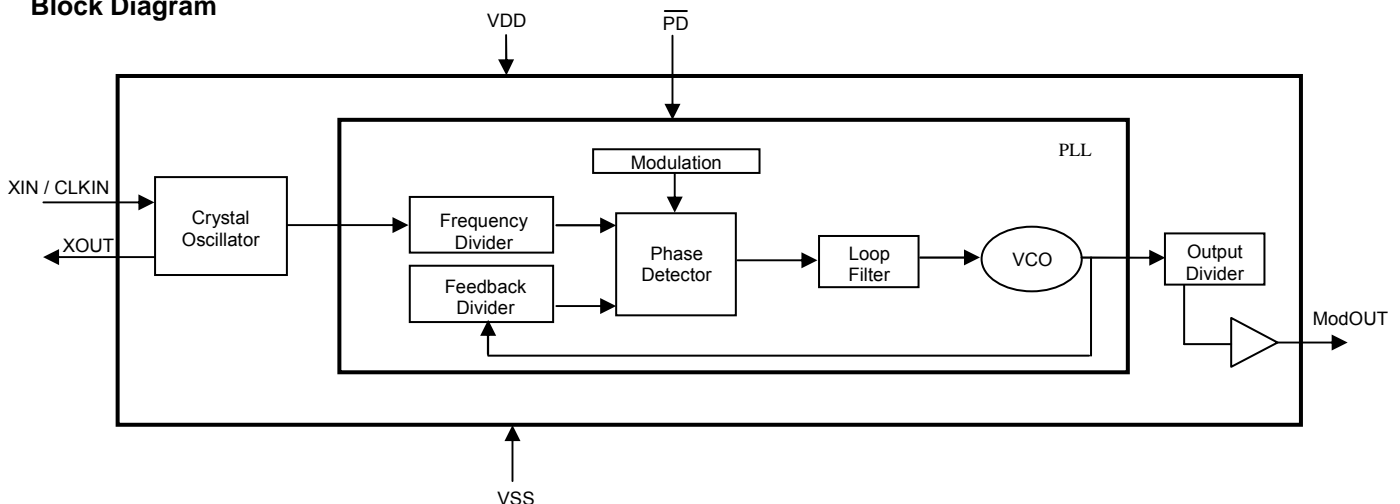 Block Diagram
VDD
PD
PLL
Modulation
XIN / CLKIN
XOUT
Crystal
Oscillator
Frequency
Divider
Feedback
Divider
Phase
Detector
Loop
Filter
VCO
Output
Divider
ModOUT
VSS